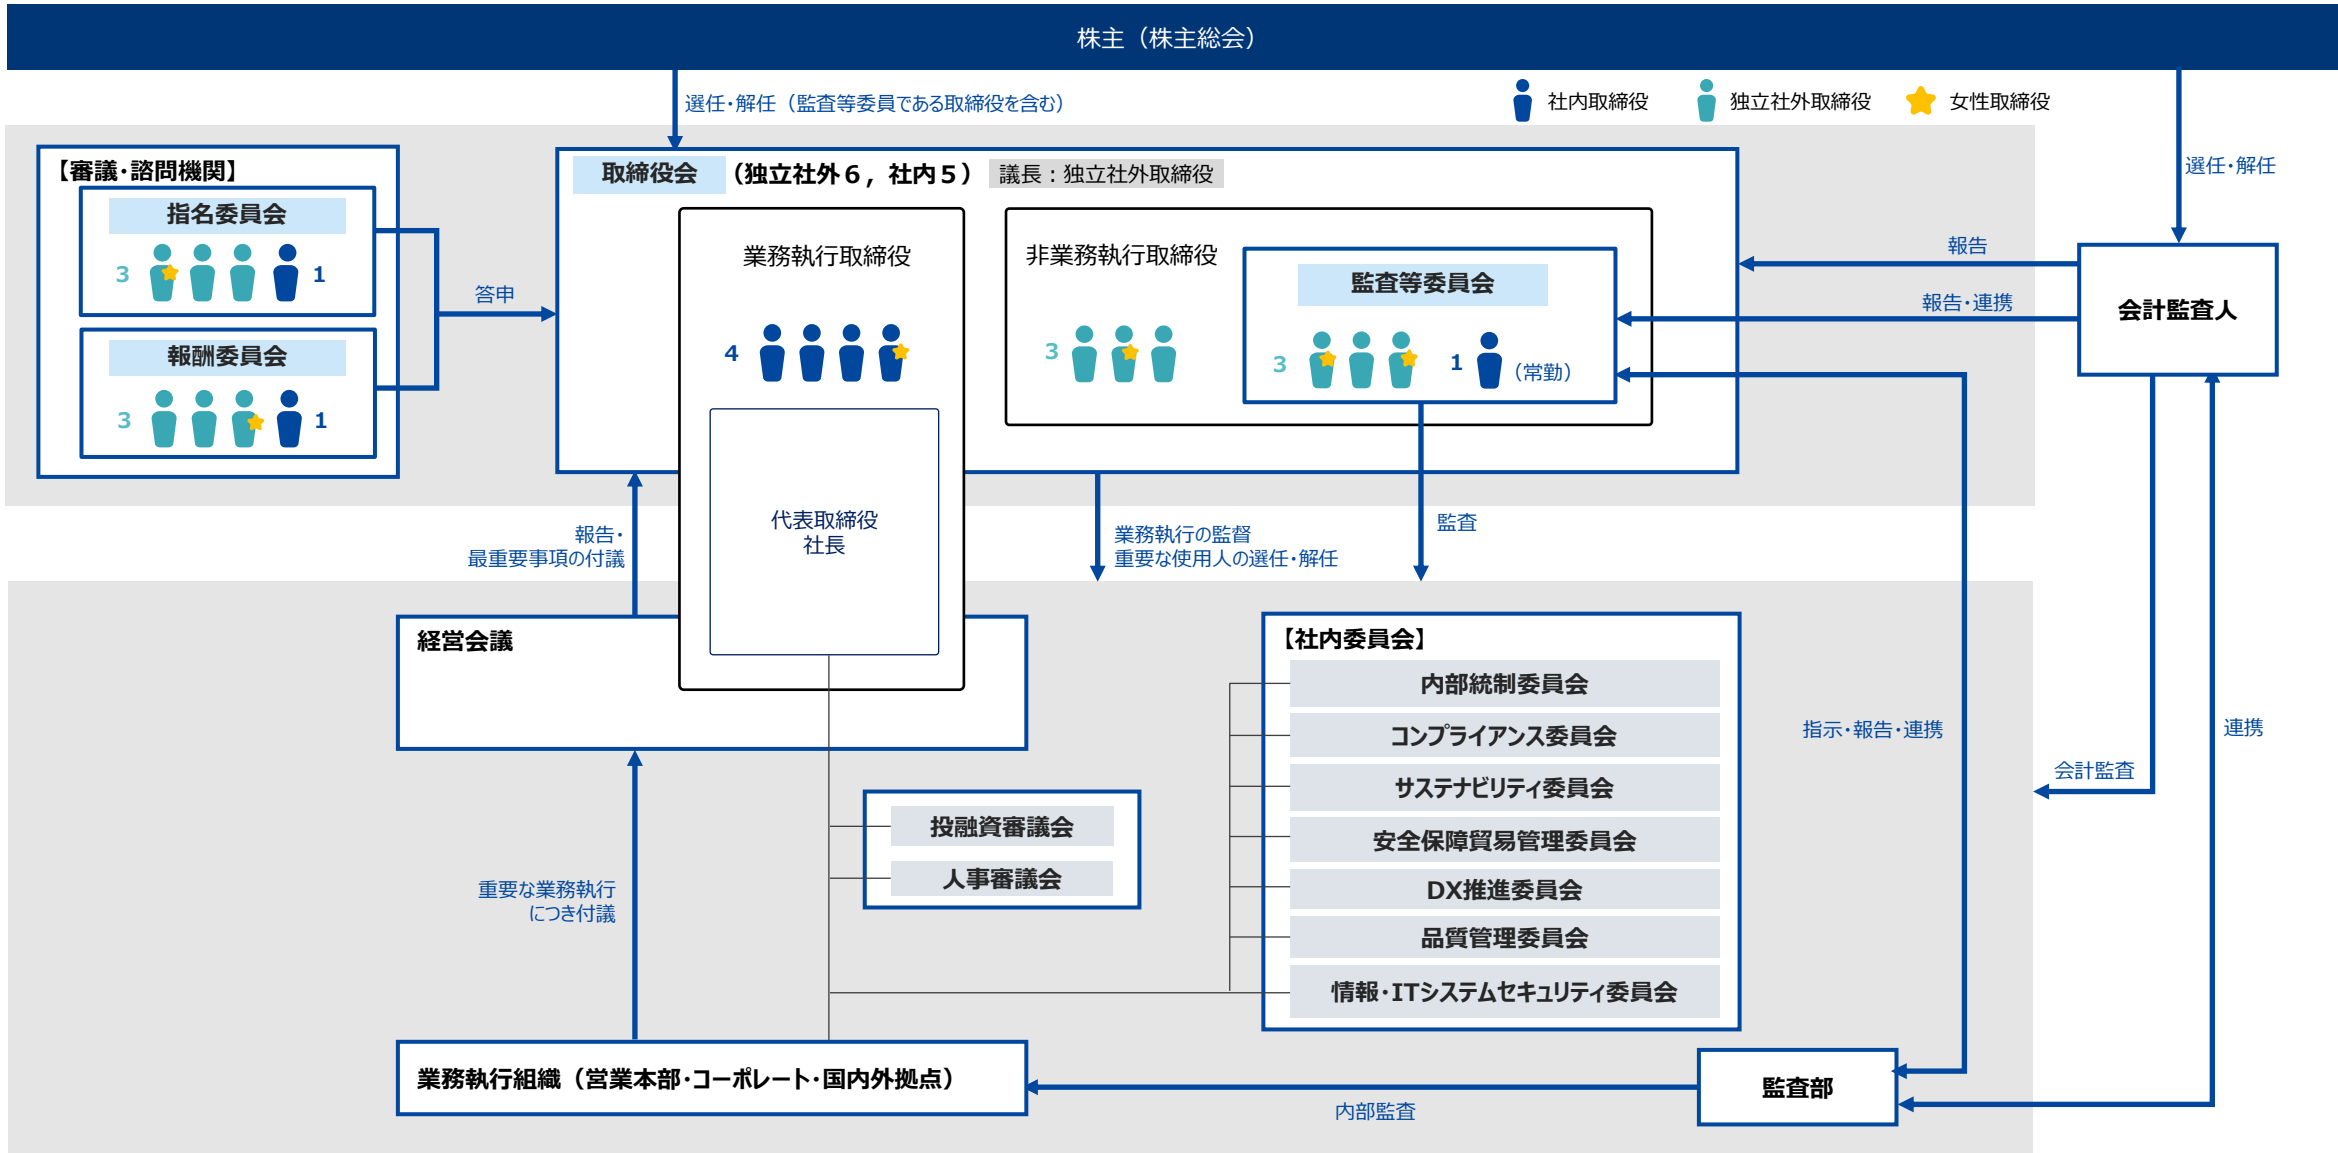 株主（株主総会）
選任・解任（監査等委員である取締役を含む）
社内取締役
独立社外取締役
女性取締役
選任・解任
【審議・諮問機関】
指名委員会
3
1
報酬委員会
3
1
答申
取締役会
（独立社外６，社内５）
議長：独立社外取締役
業務執行取締役
4
代表取締役
社長
非業務執行取締役
3
監査等委員会
3
1
（常勤）
報告
報告・連携
会計監査人
報告・
最重要事項の付議
業務執行の監督
重要な使用人の選任・解任
監査
経営会議
【社内委員会】
内部統制委員会
コンプライアンス委員会
サステナビリティ委員会
安全保障貿易管理委員会
DX推進委員会
品質管理委員会
情報・ITシステムセキュリティ委員会
指示・報告・連携
連携
会計監査
投融資審議会
人事審議会
重要な業務執行
につき付議
業務執行組織（営業本部・コーポレート・国内外拠点）
内部監査
監査部